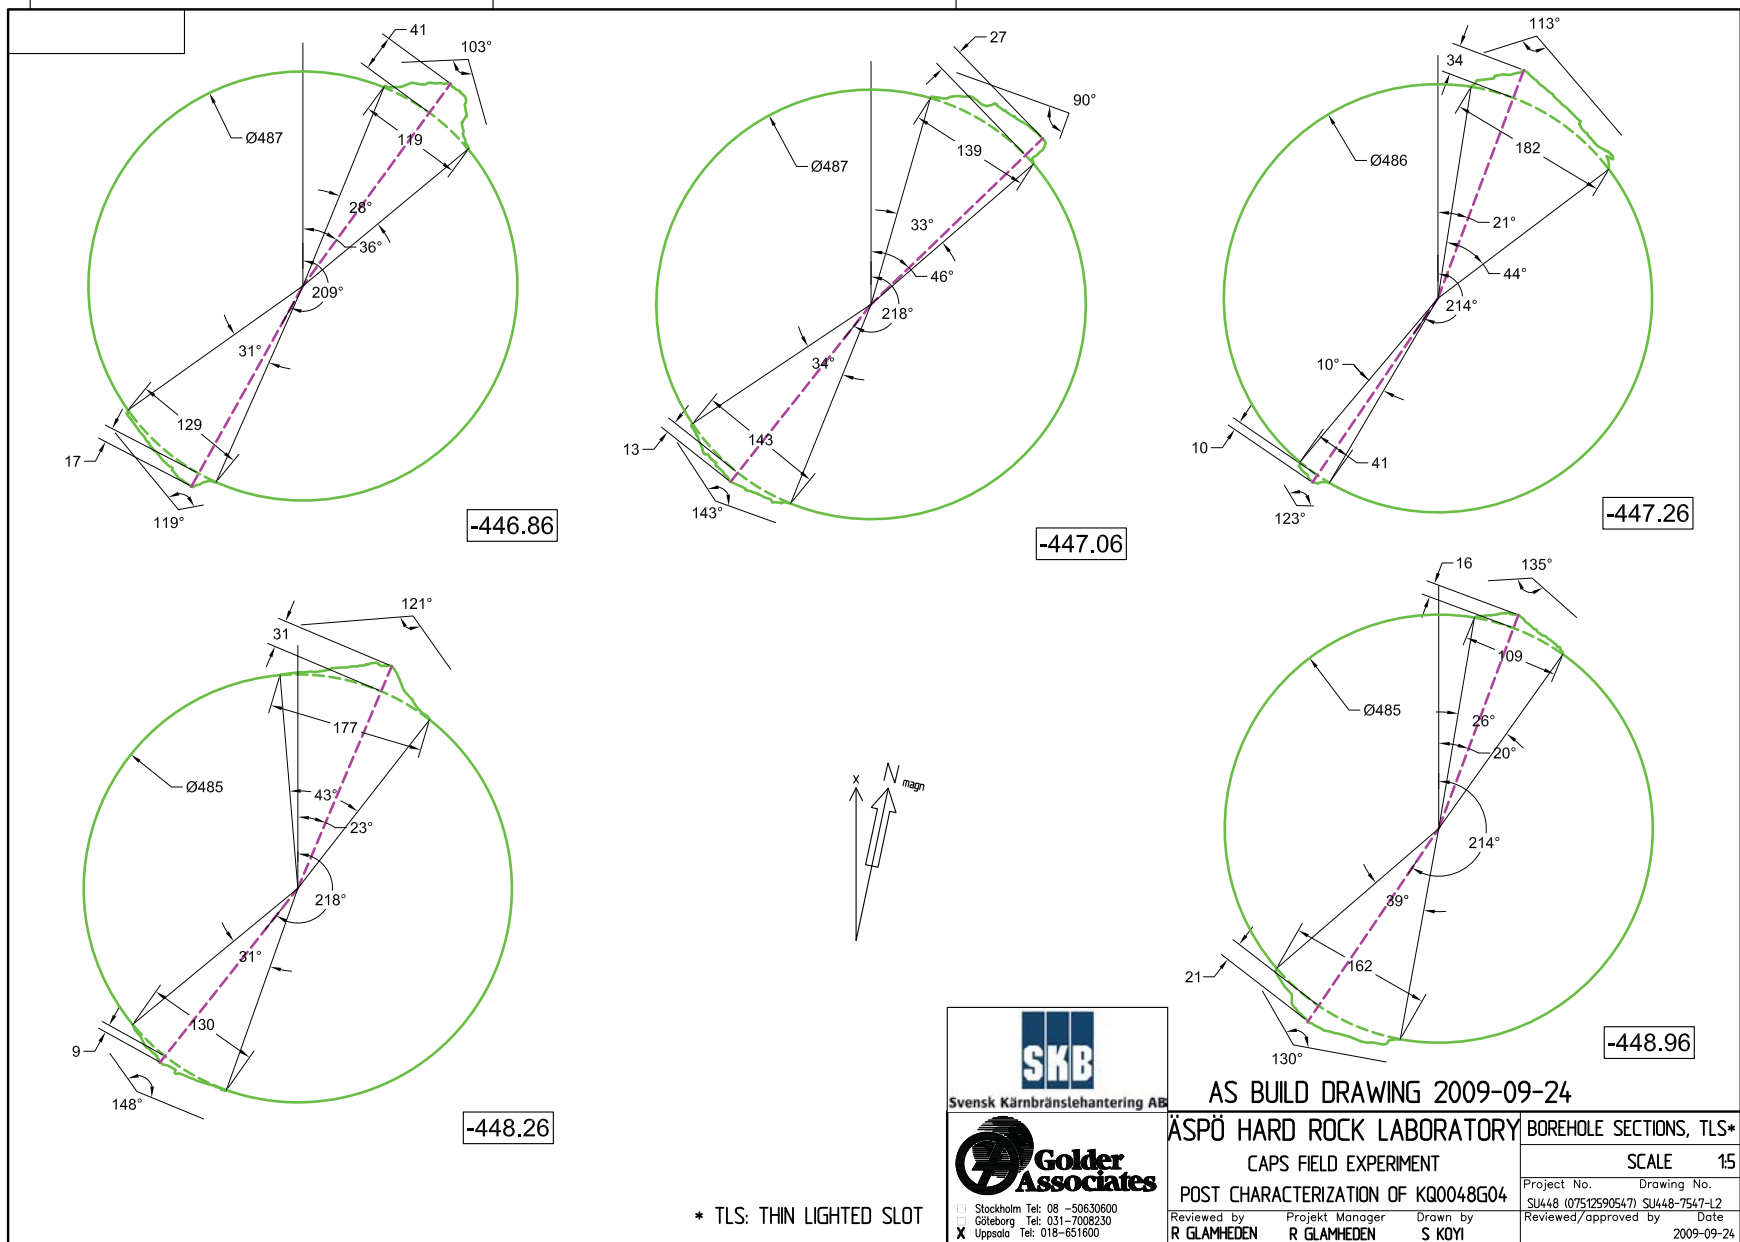 41
103°
Ø487
119
28°
36°
209°
31°
129
17
119°
-446.86
27
90°
Ø487
139
33°
46°
218°
34°
143
13
143°
-447.06
113°
34
Ø486
182
21°
44°
214°
10°
41
10
123°
-447.26
121°
31
177
Ø485
43°
23°
218°
31°
130
9
148°
-448.26
x
N
magn
16
135°
109
Ø485
26°
20°
214°
39°
162
21
130°
-448.96
SKB
Svensk Kärnbränslehantering AB
AS BUILD DRAWING 2009-09-24
Golder
Associates
Stockholm Tel: 08 -50630600
Göteborg Tel: 031-7008230
X Uppsala Tel: 018-651600
ÄSPÖ HARD ROCK LABORATORY
CAPS FIELD EXPERIMENT
POST CHARACTERIZATION OF KQ0048G04
Reviewed by Projekt Manager Drawn by
R GLAMHEDEN R GLAMHEDEN S KOYI
BOREHOLE SECTIONS, TLS*
SCALE 1:5
Project No. Drawing No.
SU448 (07512590547) SU448-7547-L2
Reviewed/approved by Date
2009-09-24
* TLS: THIN LIGHTED SLOT